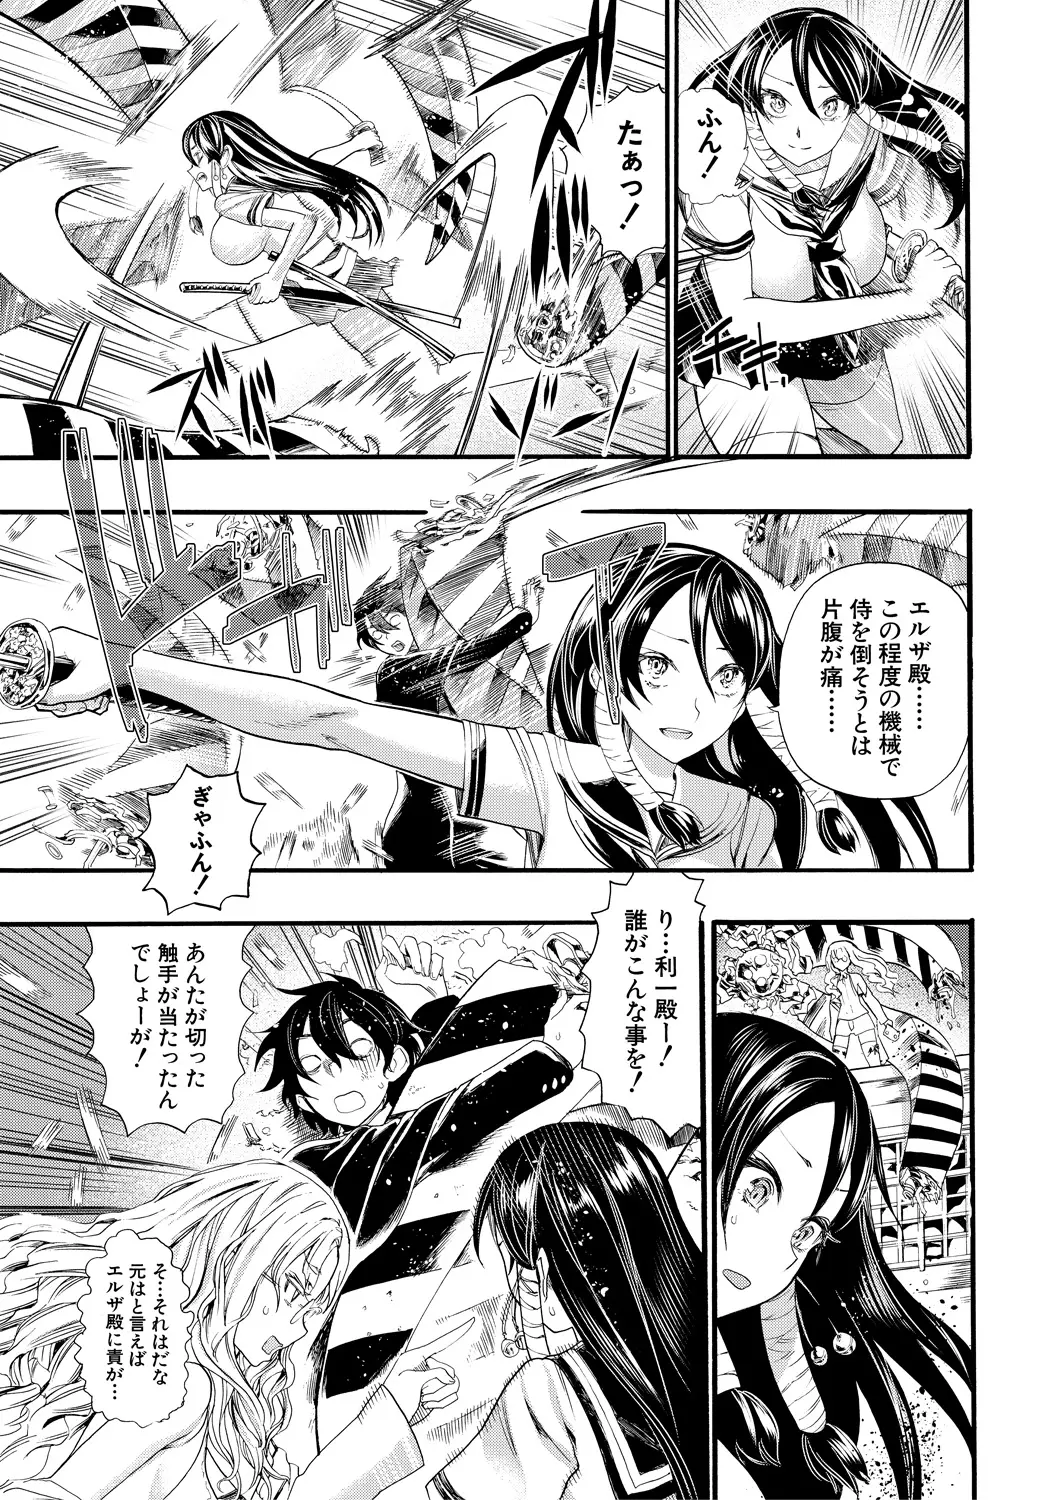 ふん！
チキ
たぁっ！
エルザ殿……
この程度の機械で
侍を倒そうとは
片腹が痛……
ぎゃふん！
り…利一殿ー！
誰がこんな事を！
あんたが切った
触手が当たったん
でしょーが！
そ…それはだな
元はと言えば
エルザ殿に責が…